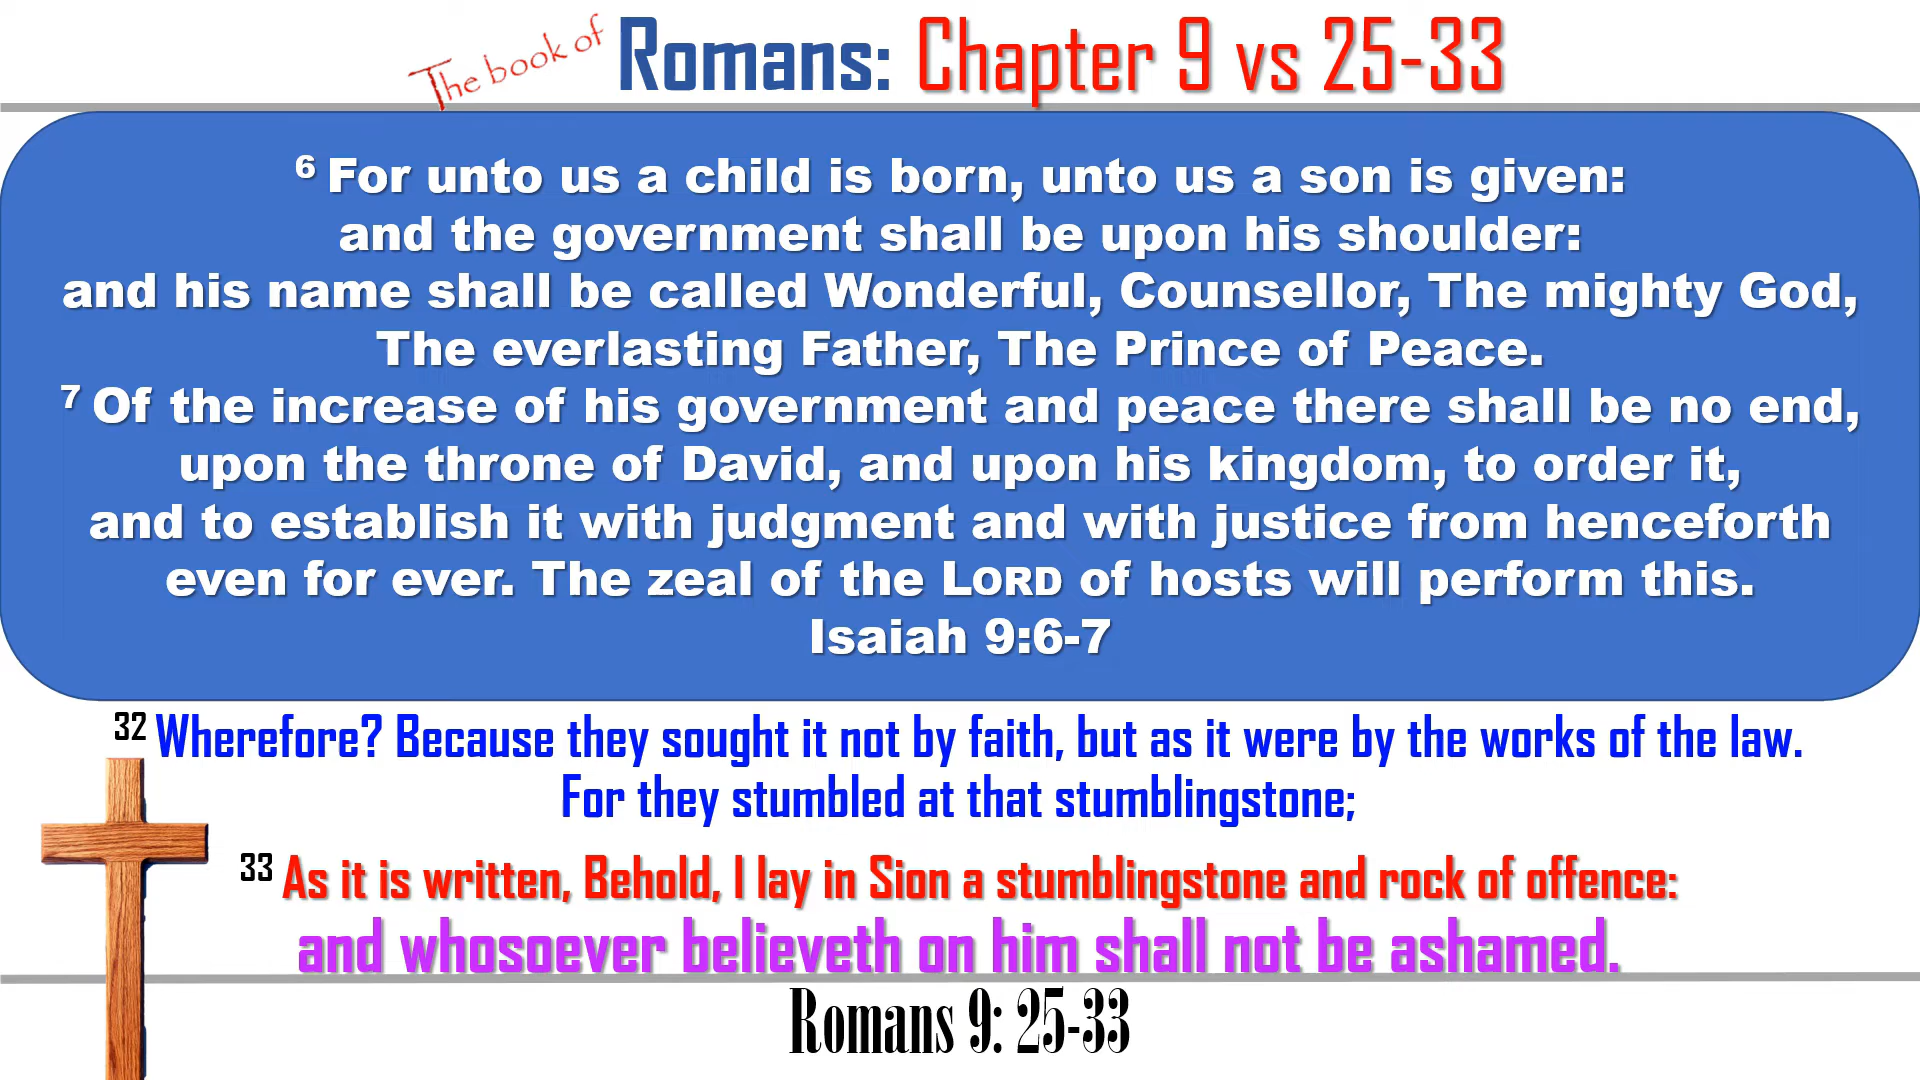 The book of Romans: Chapter 9 vs 25-33
6 For unto us a child is born, unto us a son is given:
and the government shall be upon his shoulder:
and his name shall be called Wonderful, Counsellor, The mighty God,
The everlasting Father, The Prince of Peace.
7 Of the increase of his government and peace there shall be no end,
upon the throne of David, and upon his kingdom, to order it,
and to establish it with judgment and with justice from henceforth
even for ever. The zeal of the LORD of hosts will perform this.
Isaiah 9:6-7
32 Wherefore? Because they sought it not by faith, but as it were by the works of the law.
For they stumbled at that stumblingstone;
33 As it is written, Behold, I lay in Sion a stumblingstone and rock of offence:
and whosoever believeth on him shall not be ashamed.
Romans 9: 25-33